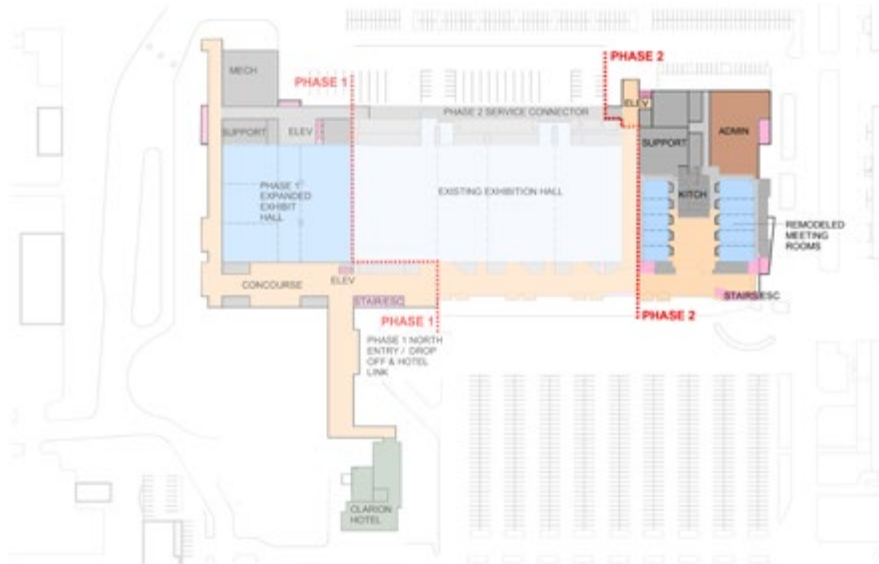 PHASE 2
MECH
PHASE 1
ELEV
PHASE 2 SERVICE CONNECTOR
SUPPORT
ELEV
SUPPORT
ADMIN
PHASE 1
EXPANDED
EXHIBIT
HALL
EXISTING EXHIBITION HALL
KITCH
REMODELED
MEETING
ROOMS
CONCOURSE
ELEV
STAIR/ESC
STAIRS/ESC
PHASE 1
PHASE 2
PHASE 1 NORTH
ENTRY / DROP
OFF & HOTEL
LINK
CLARION
HOTEL